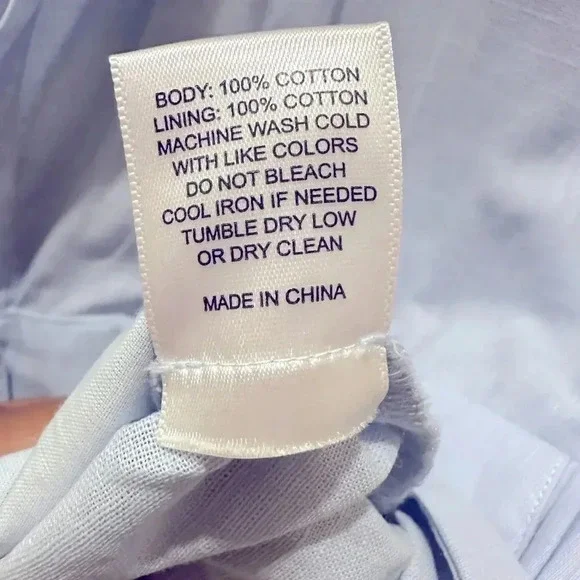 BODY: 100% COTTON
LINING: 100% COTTON
MACHINE WASH COLD
WITH LIKE COLORS
DO NOT BLEACH
COOL IRON IF NEEDED
TUMBLE DRY LOW
OR DRY CLEAN
MADE IN CHINA